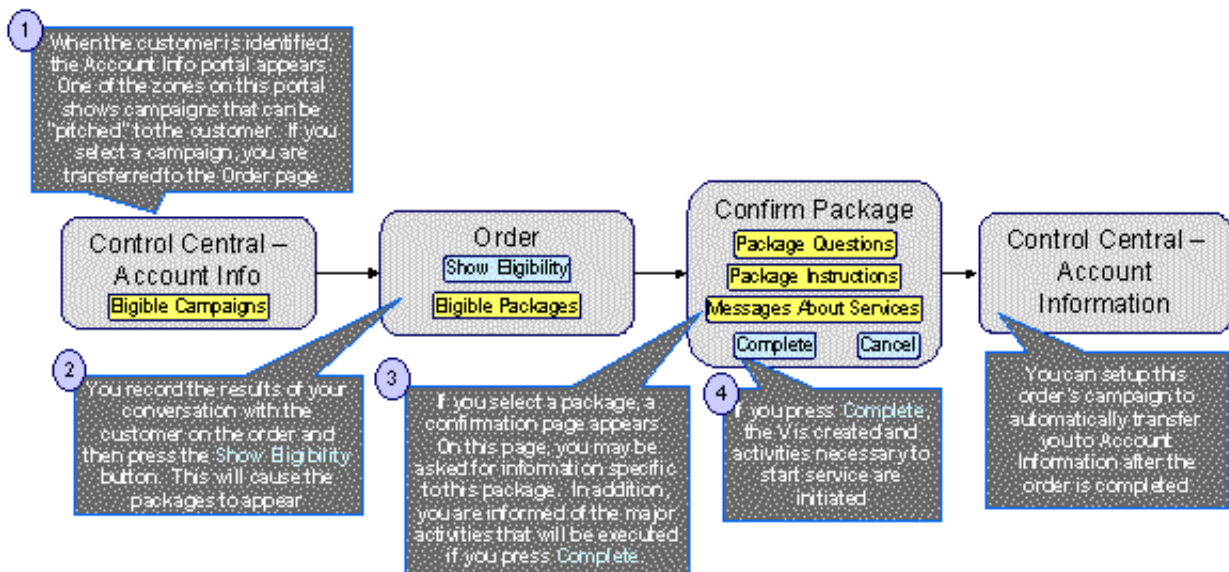 1
When the customer is identified,
the Account Info portal appears
One of the zones on this portal
shows campaigns that can be
"pitched" to the customer. If you
select a campaign, you are
transferred to the Order page
Control Central –
Account Info
Eligible Campaigns
Order
Show Eligibility
Eligible Packages
Confirm Package
Package Questions
Package Instructions
Messages About Services
Complete
Cancel
Control Central –
Account
Information
2
You record the results of your
conversation with the
customer on the order and
then press the Show Eligibility
button. This will cause the
packages to appear
3
If you select a package, a
confirmation page appears.
On this page, you may be
asked for information specific
to this package. In addition,
you are informed of the major
activities that will be executed
if you press Complete.
4
If you press Complete,
the V is created and
activities necessary to
start service are
initiated
You can setup this
order's campaign to
automatically transfer
you to Account
Information after the
order is completed